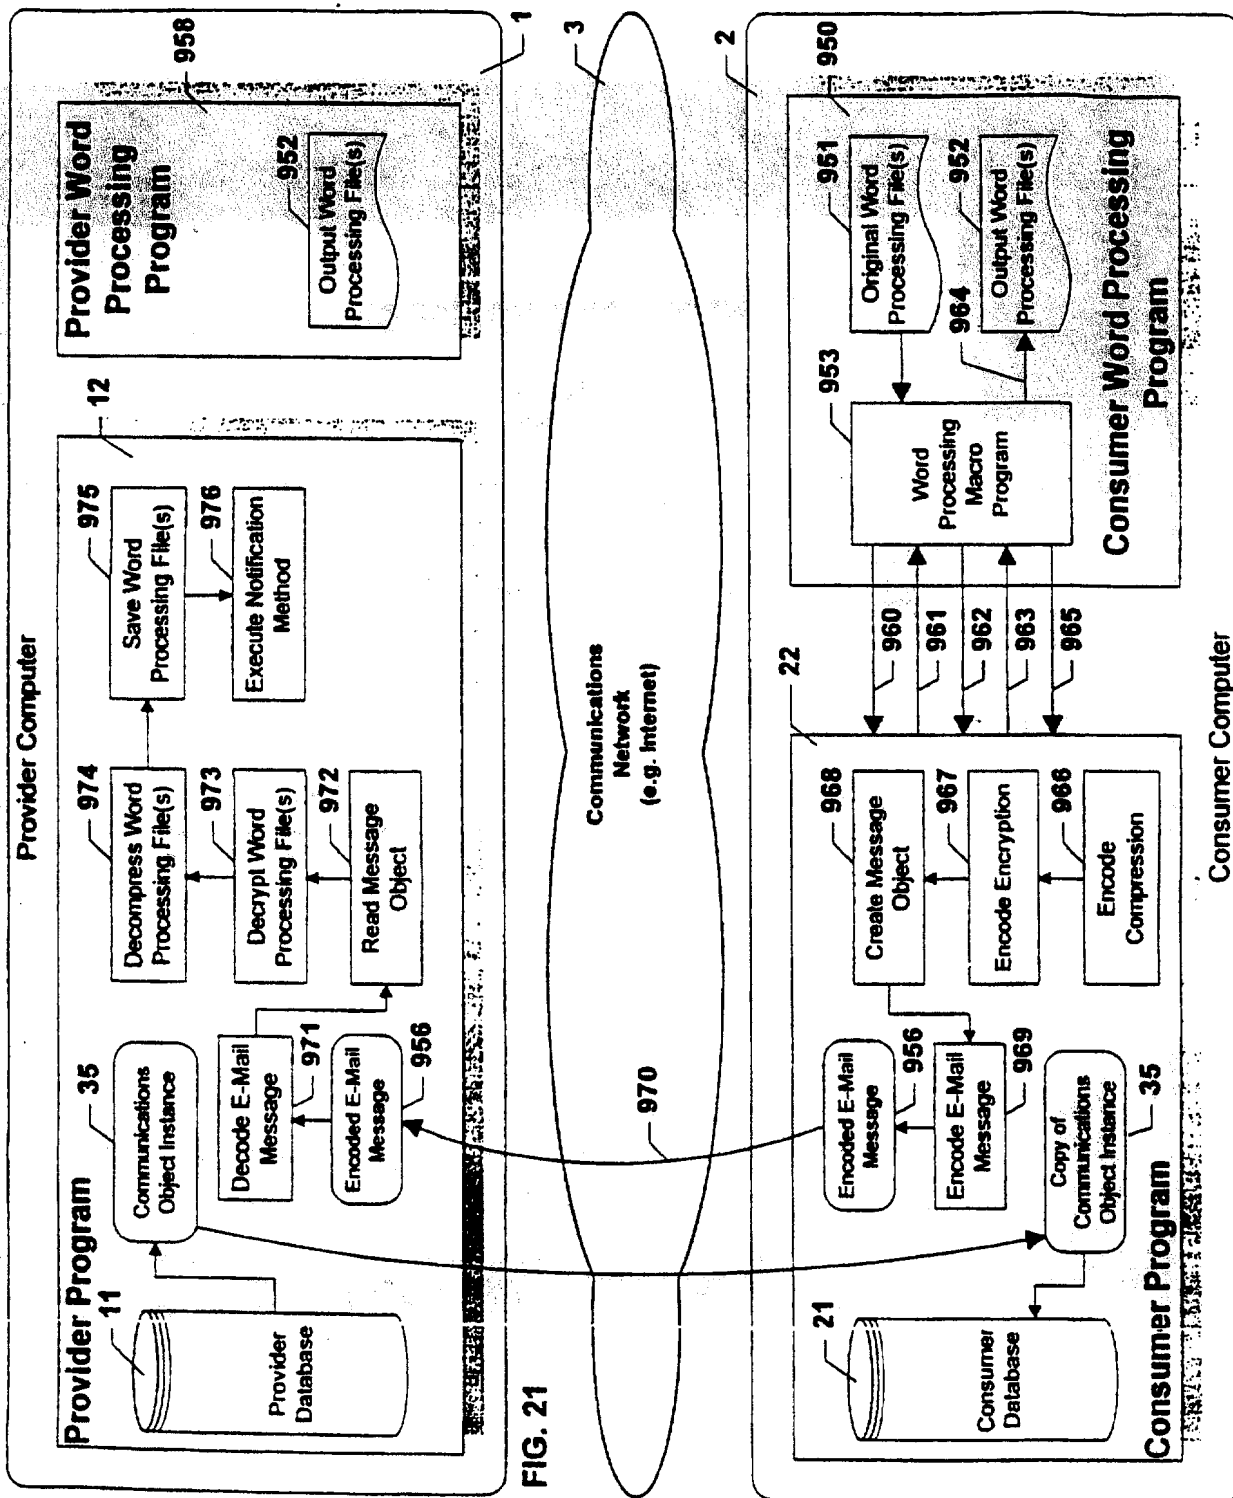 Provider Computer
1
Provider Program
12
11
Provider
Database
35
Communications
Object Instance
Decode E-Mail
Message
971
Encoded E-Mail
Message
956
974
Decompress Word
Processing File(s)
973
Decrypt Word
Processing File(s)
972
Read Message
Object
975
Save Word
Processing File(s)
976
Execute Notification
Method
Provider Word
Processing
Program
958
952
Output Word
Processing File(s)
FIG. 21
3
Communications
Network
(e.g. Internet)
970
2
22
21
Consumer
Database
Consumer Program
Encoded E-Mail
Message
956
Encode E-Mail
Message
969
Copy of
Communications
Object Instance
35
968
Create Message
Object
967
Encode Encryption
966
Encode
Compression
960
961
962
963
965
953
Word
Processing
Macro
Program
950
951
Original Word
Processing File(s)
964
952
Output Word
Processing File(s)
Consumer Word Processing
Program
Consumer Computer